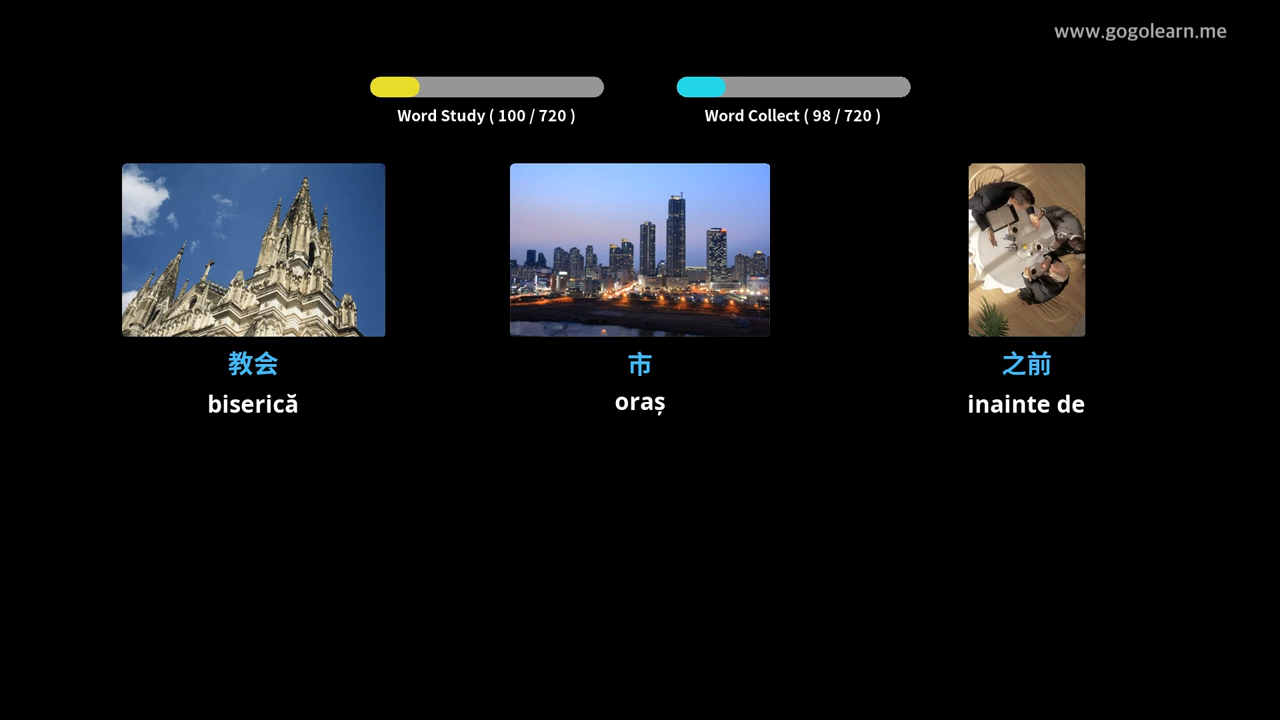 www.gogolearn.me
Word Study ( 100 / 720 )
Word Collect ( 98 / 720 )
教会
市
之前
biserică
oraș
inainte de